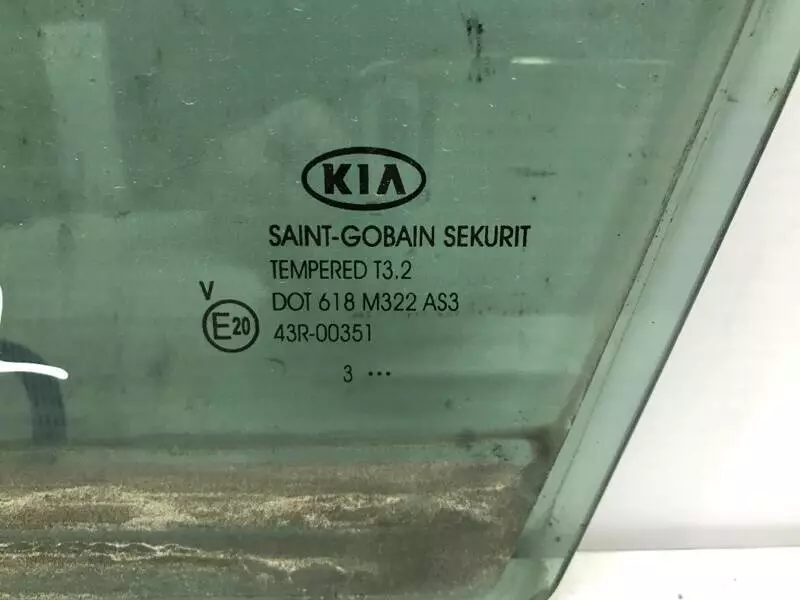 KIA
SAINT-GOBAIN SEKURIT
TEMPERED T3.2
V
DOT 618 M322 AS3
E20
43R-00351
3 •••